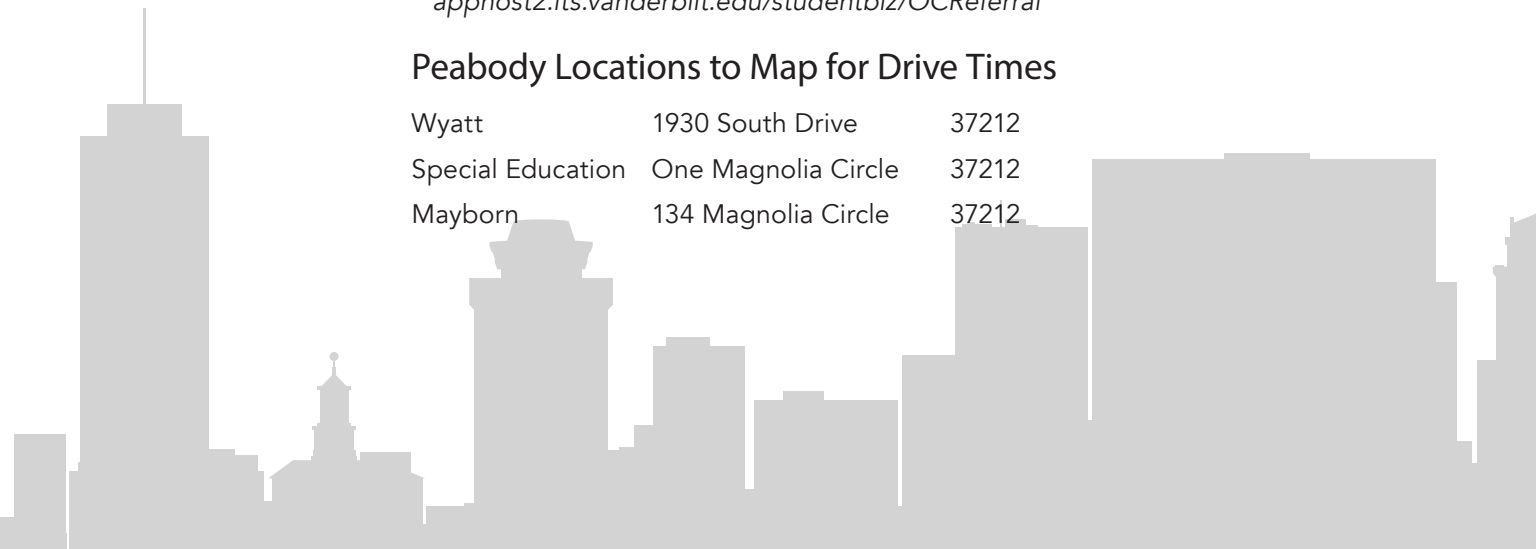 apphost2.its.vanderbilt.edu/studentbiz/OCReferral
Peabody Locations to Map for Drive Times
Wyatt 1930 South Drive 37212
Special Education One Magnolia Circle 37212
Mayborn 134 Magnolia Circle 37212